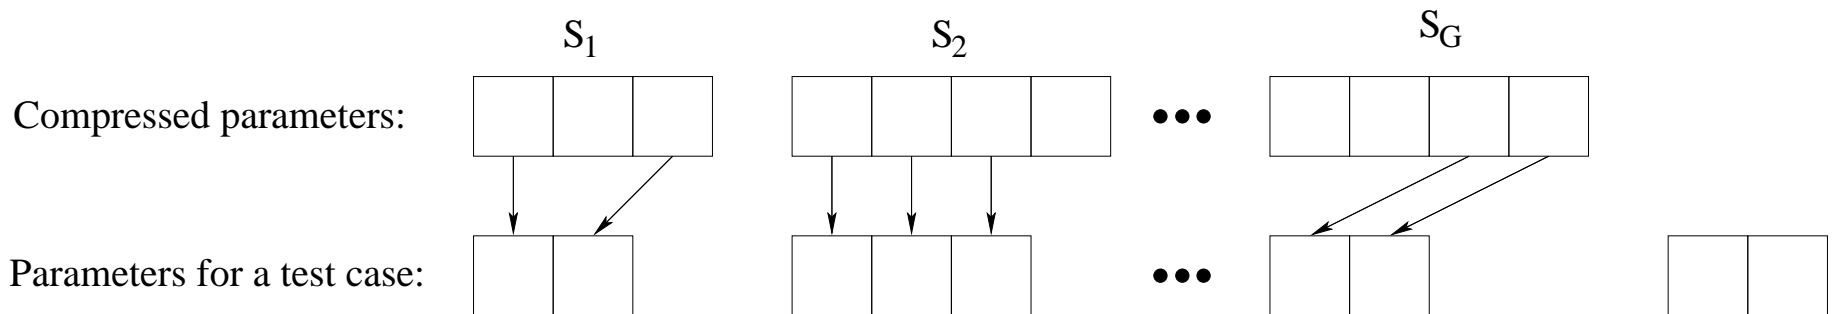 S1 S2 SG
Compressed parameters: •••
Parameters for a test case: •••